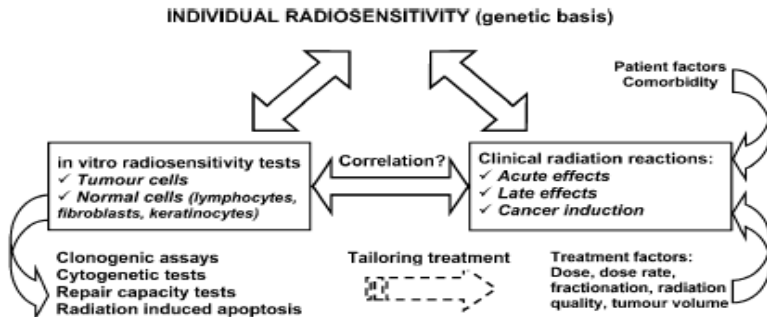 INDIVIDUAL RADIOSENSITIVITY (genetic basis)
Patient factors
Comorbidity
in vitro radiosensitivity tests
✓ Tumour cells
✓ Normal cells (lymphocytes,
fibroblasts, keratinocytes)
Correlation?
Clinical radiation reactions:
✓ Acute effects
✓ Late effects
✓ Cancer induction
Clonogenic assays
Cytogenetic tests
Repair capacity tests
Radiation induced apoptosis
Tailoring treatment
Treatment factors:
Dose, dose rate,
fractionation, radiation
quality, tumour volume